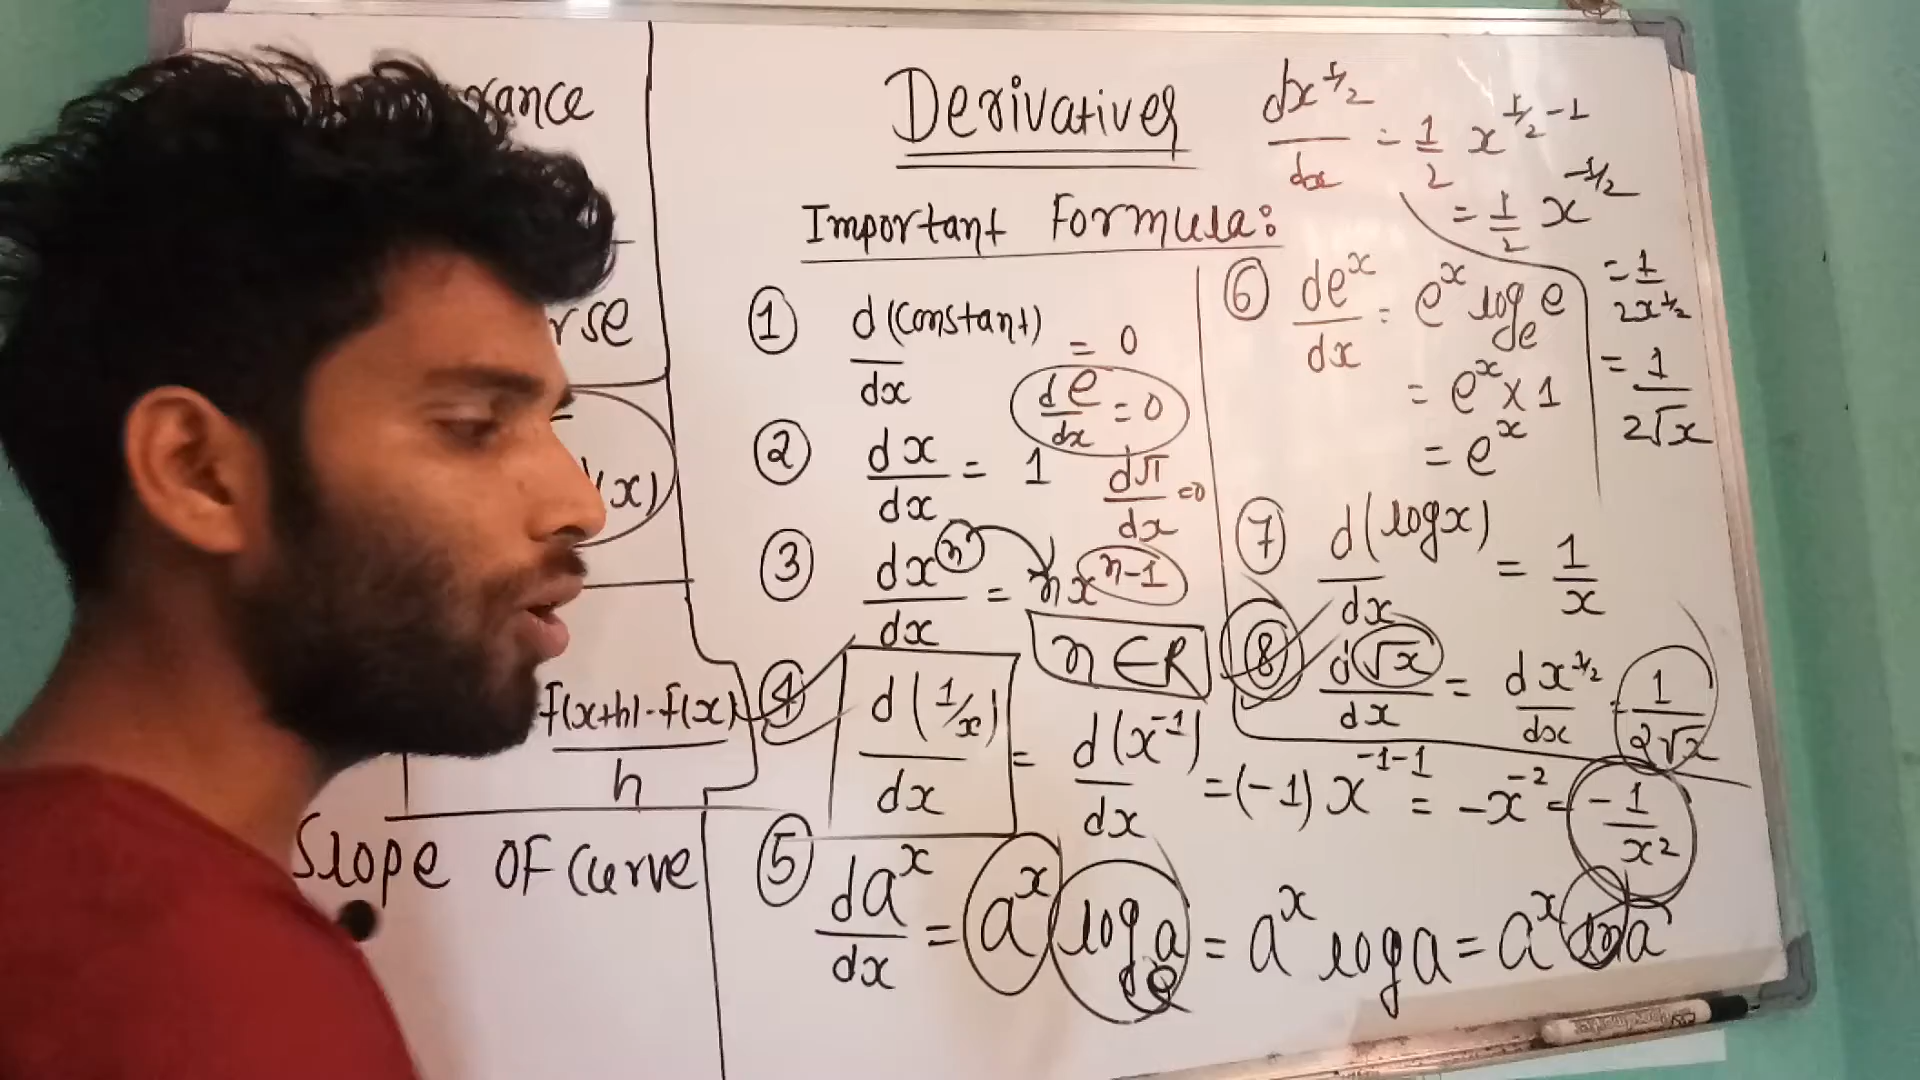 Derivatives
dx^1/2 / dx = 1/2 x^1/2-1
= 1/2 x^-1/2
= 1/2x^1/2
= 1/2√x
Important Formula:
① d(constant)/dx = 0
de/dx = 0
② dx/dx = 1
dπ/dx =0
③ dx^n/dx = nx^n-1
n ∈ R
④ d(1/x)/dx = d(x^-1)/dx = (-1)x^-1-1 = -x^-2 = -1/x²
⑤ da^x/dx = a^x log_e a = a^x log a = a^x ln a
⑥ de^x/dx = e^x log_e e
= e^x × 1
= e^x
⑦ d(log x)/dx = 1/x
⑧ d√x/dx = dx^1/2 / dx = 1/2√x
f(x+h)-f(x)/h
Slope OF Curve